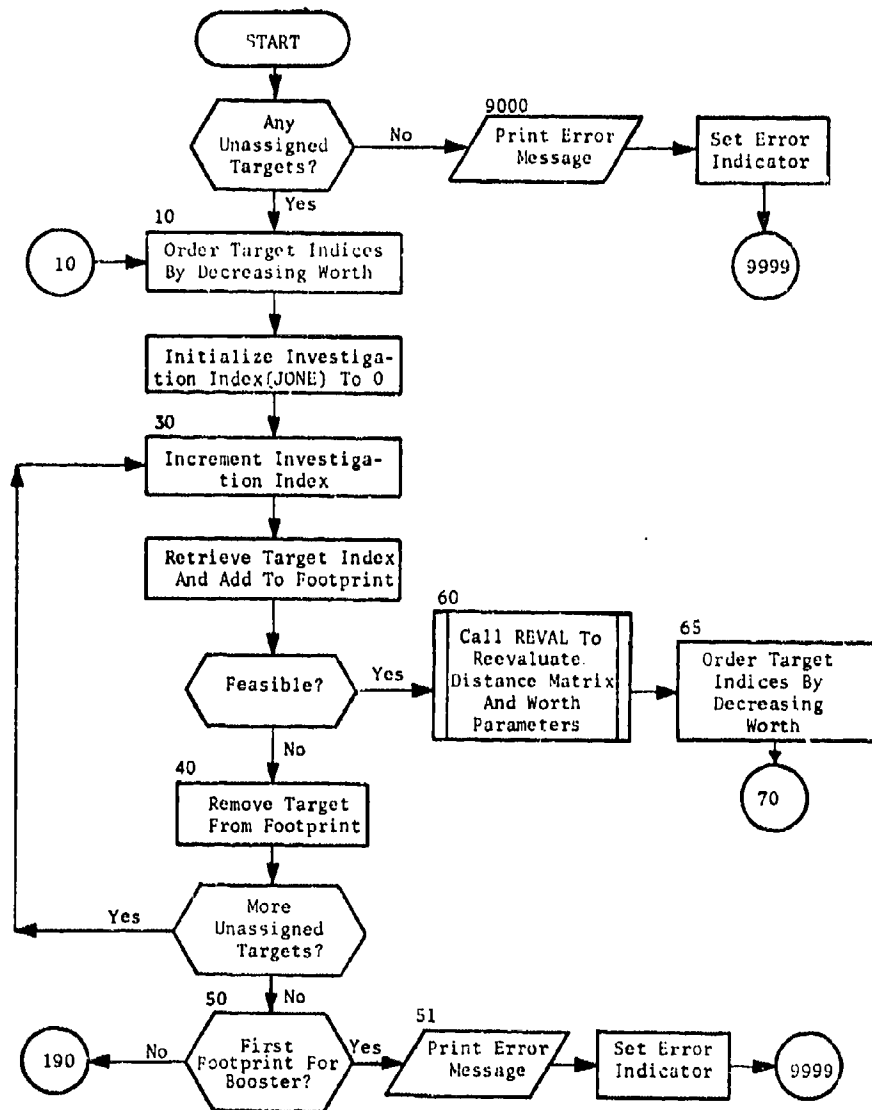 START
Any
Unassigned
Targets?
No
9000
Print Error
Message
Set Error
Indicator
9999
Yes
10
10
Order Target Indices
By Decreasing Worth
Initialize Investiga-
tion Index(JONE) To 0
30
Increment Investiga-
tion Index
Retrieve Target Index
And Add To Footprint
Feasible?
Yes
60
Call REVAL To
Reevaluate
Distance Matrix
And Worth
Parameters
65
Order Target
Indices By
Decreasing
Worth
70
No
40
Remove Target
From Footprint
More
Unassigned
Targets?
Yes
No
50
First
Footprint For
Booster?
No
190
Yes
51
Print Error
Message
Set Error
Indicator
9999